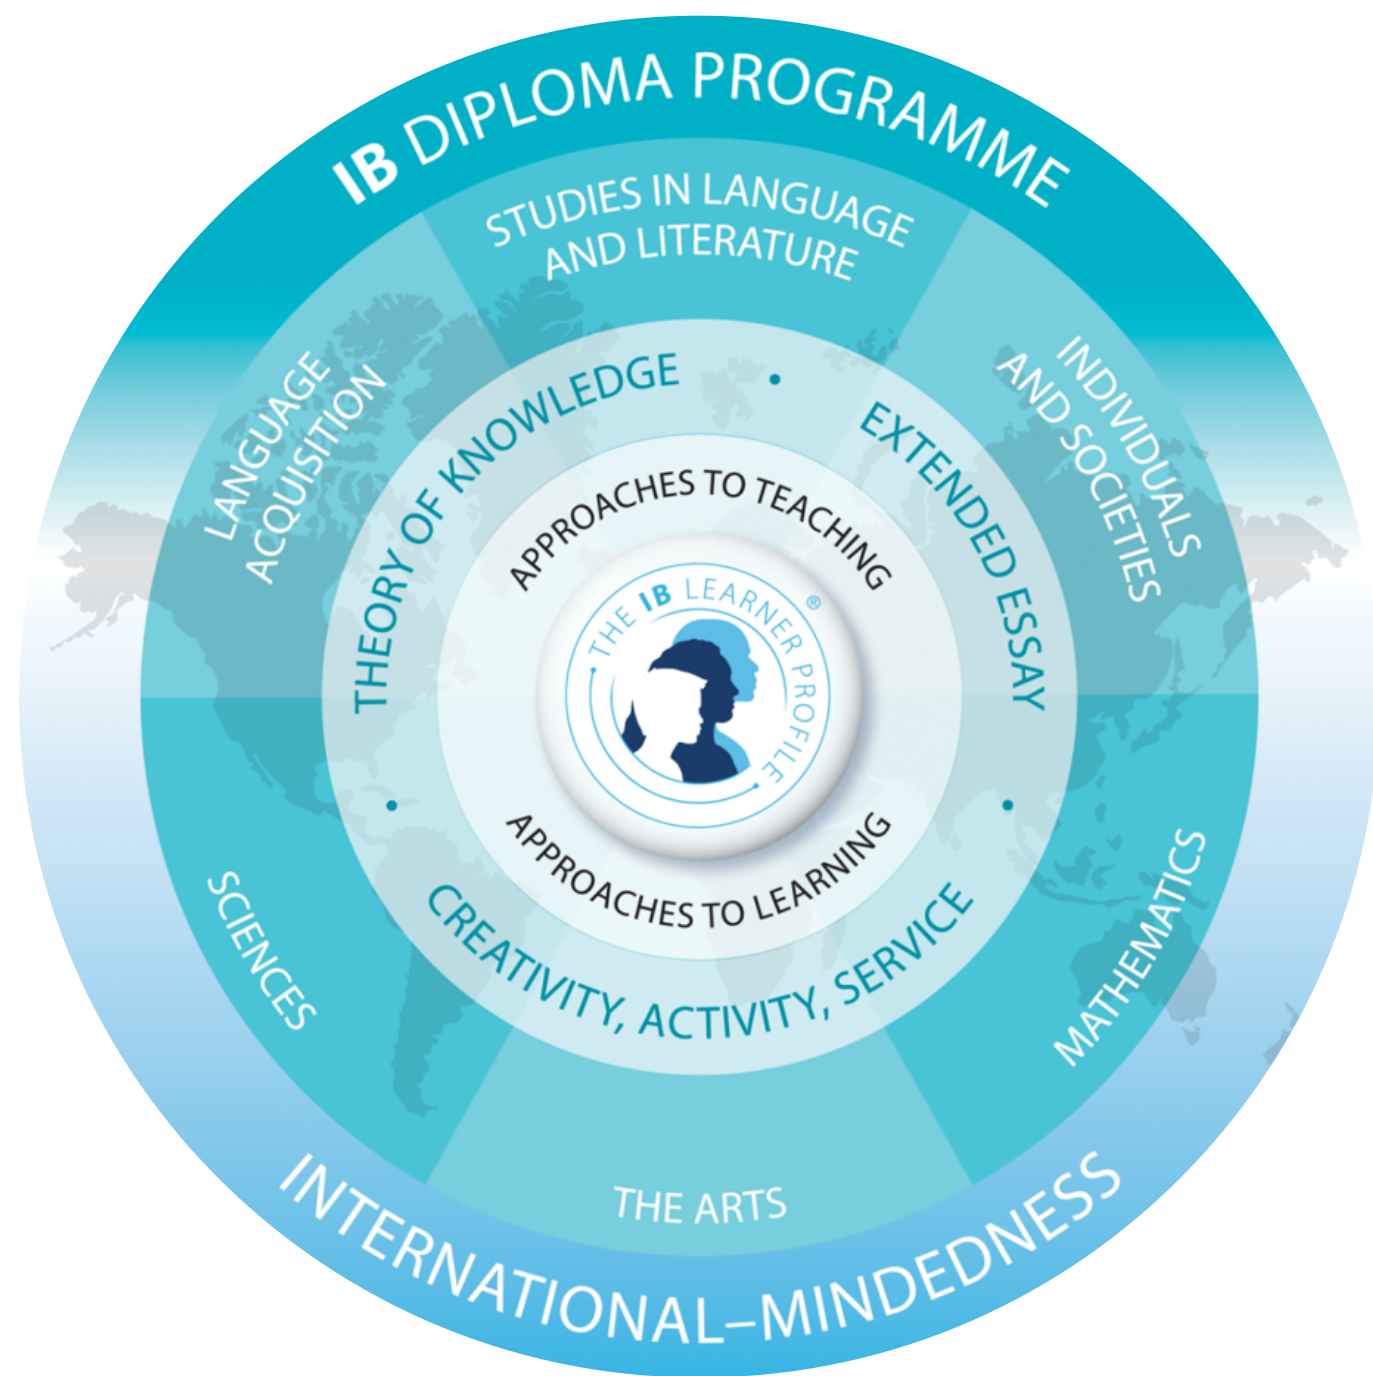 IB DIPLOMA PROGRAMME
STUDIES IN LANGUAGE
AND LITERATURE
LANGUAGE
ACQUISITION
INDIVIDUALS
AND SOCIETIES
THEORY OF KNOWLEDGE
•
EXTENDED ESSAY
APPROACHES TO TEACHING
THE IB LEARNER PROFILE
®
APPROACHES TO LEARNING
•
CREATIVITY, ACTIVITY, SERVICE
•
SCIENCES
MATHEMATICS
THE ARTS
INTERNATIONAL–MINDEDNESS